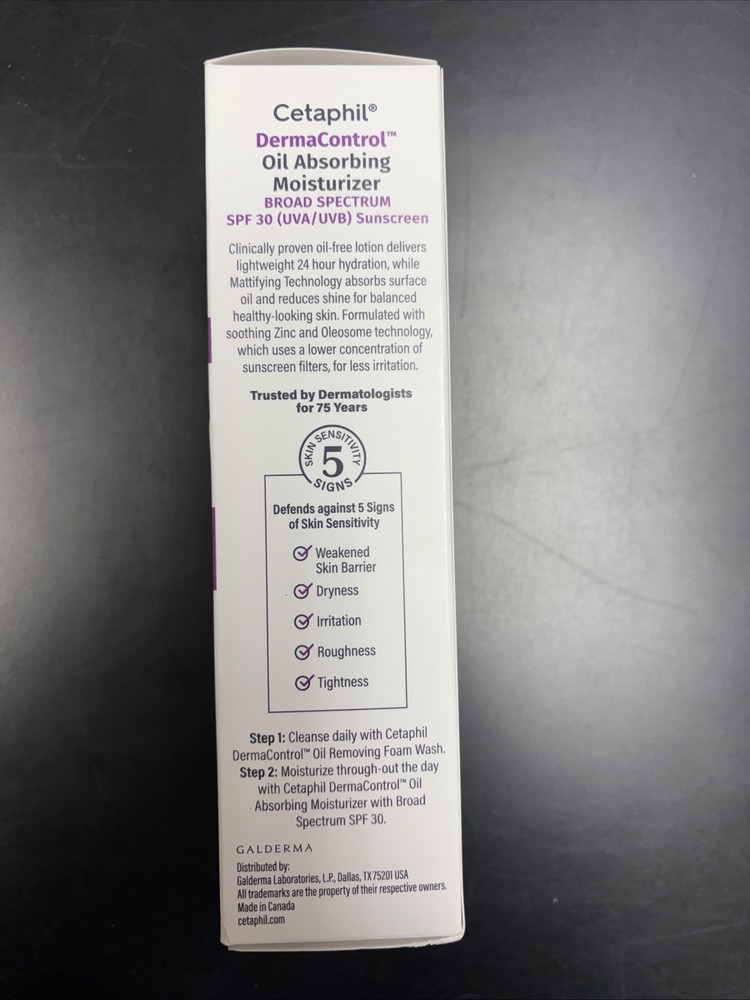 Cetaphil®
DermaControl™
Oil Absorbing
Moisturizer
BROAD SPECTRUM
SPF 30 (UVA/UVB) Sunscreen
Clinically proven oil-free lotion delivers
lightweight 24 hour hydration, while
Mattifying Technology absorbs surface
oil and reduces shine for balanced
healthy-looking skin. Formulated with
soothing Zinc and Oleosome technology,
which uses a lower concentration of
sunscreen filters, for less irritation.
Trusted by Dermatologists
for 75 Years
SKIN SENSITIVITY
5
SIGNS
Defends against 5 Signs
of Skin Sensitivity
Weakened
Skin Barrier
Dryness
Irritation
Roughness
Tightness
Step 1: Cleanse daily with Cetaphil
DermaControl™ Oil Removing Foam Wash.
Step 2: Moisturize through-out the day
with Cetaphil DermaControl™ Oil
Absorbing Moisturizer with Broad
Spectrum SPF 30.
GALDERMA
Distributed by:
Galderma Laboratories, L.P., Dallas, TX 75201 USA
All trademarks are the property of their respective owners.
Made in Canada
cetaphil.com